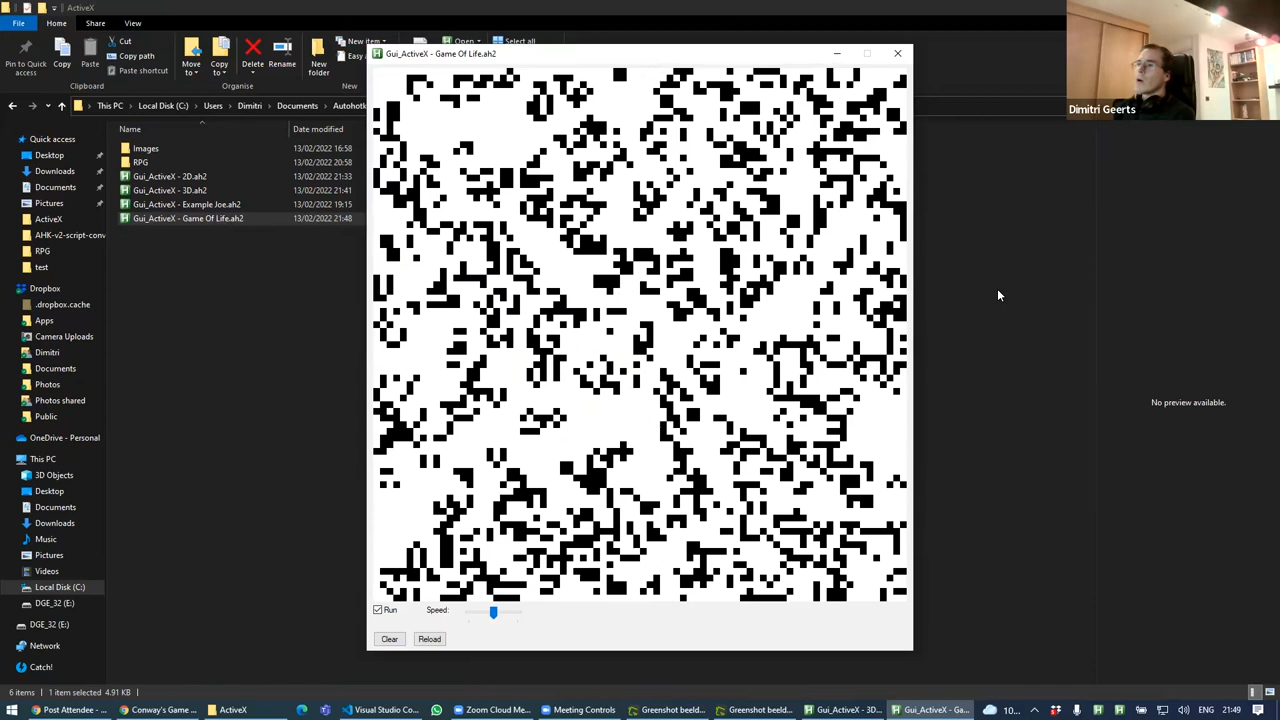 ActiveX
File
Home
Share
View
Pin to Quick access
Copy
Paste
Cut
Copy path
Paste shortcut
Clipboard
Move to
Copy to
Delete
Rename
Organise
New folder
New item
Easy
New
Open
Select all
This PC
Local Disk (C:)
Users
Dimitri
Documents
Name
Date modified
Images 13/02/2022 16:58
RPG 13/02/2022 20:58
Gui_ActiveX - 3D.ah2 13/02/2022 21:33
13/02/2022 21:41
Gui_ActiveX - Example Joe.ah2 13/02/2022 19:15
Gui_ActiveX - Game Of Life.ah2 13/02/2022 21:48
Quick access
Desktop
Downloads
Documents
Pictures
ActiveX
AHK-v2-script-conv
RPG
test
Dropbox
.dropbox.cache
Apps
Camera Uploads
Dimitri
Documents
Photos
Photos shared
Public
OneDrive - Personal
This PC
3D Objects
Desktop
Documents
Downloads
Music
Pictures
Videos
Local Disk (C:)
DGE_32 (E:)
DGE_32 (E:)
Network
Catch!
Gui_ActiveX - Game Of Life.ah2
Run
Speed:
Clear
Reload
Dimitri Geerts
No preview available.
6 items
1 item selected 4.91 KB
Post Attendee - ...
Conway's Game ...
ActiveX
Visual Studio Co...
Zoom Cloud Me...
Meeting Controls
Greenshot beeld...
Greenshot beeld...
Gui_ActiveX - 3D...
Gui_ActiveX - Ga...
10...
ENG
21:49